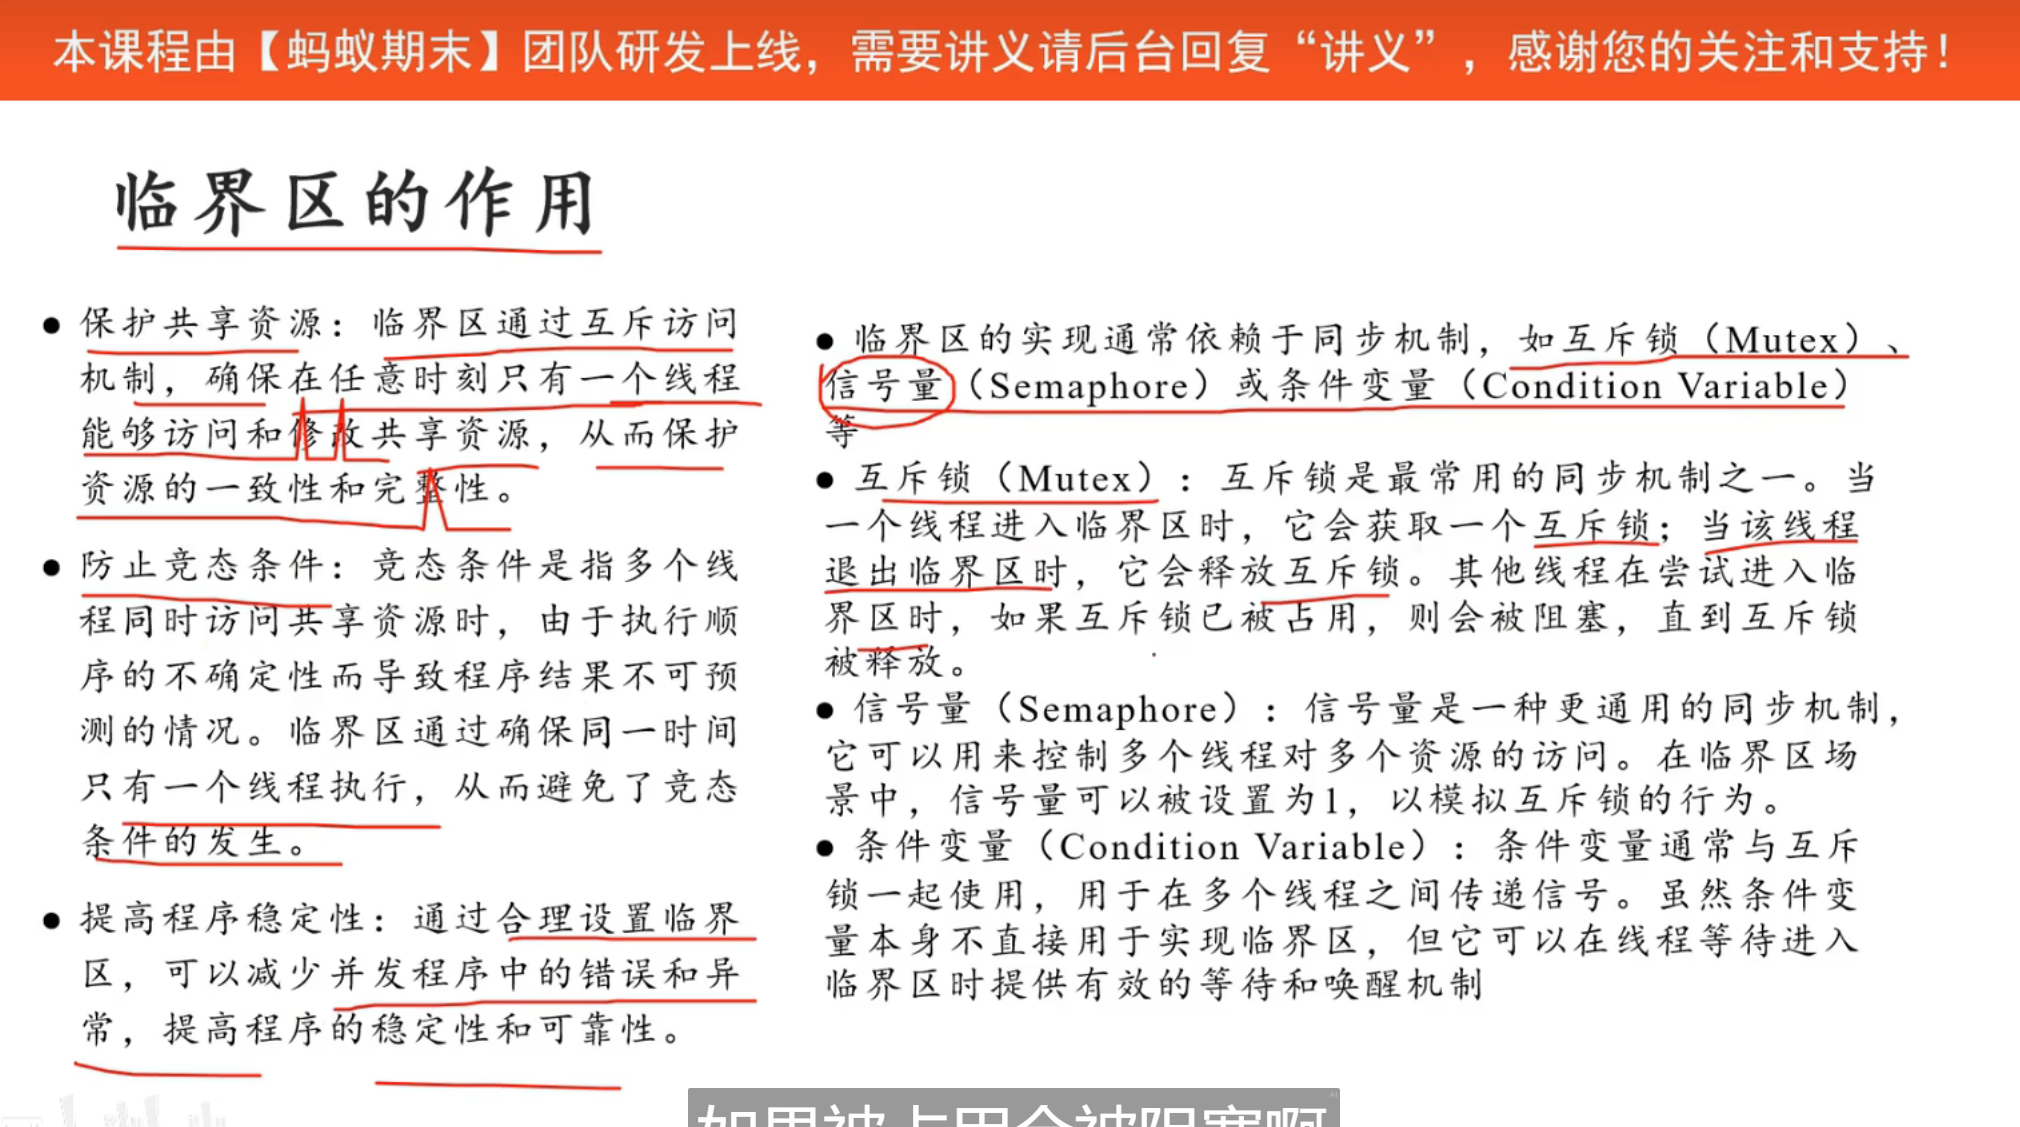 本课程由【蚂蚁期末】团队研发上线，需要讲义请后台回复“讲义”，感谢您的关注和支持！
临界区的作用
● 保护共享资源：临界区通过互斥访问
机制，确保在任意时刻只有一个线程
能够访问和修改共享资源，从而保护
资源的一致性和完整性。
● 防止竞态条件：竞态条件是指多个线
程同时访问共享资源时，由于执行顺
序的不确定性而导致程序结果不可预
测的情况。临界区通过确保同一时间
只有一个线程执行，从而避免了竞态
条件的发生。
● 提高程序稳定性：通过合理设置临界
区，可以减少并发程序中的错误和异
常，提高程序的稳定性和可靠性。
● 临界区的实现通常依赖于同步机制，如互斥锁（Mutex）、
信号量（Semaphore）或条件变量（Condition Variable）
等
● 互斥锁（Mutex）：互斥锁是最常用的同步机制之一。当
一个线程进入临界区时，它会获取一个互斥锁；当该线程
退出临界区时，它会释放互斥锁。其他线程在尝试进入临
界区时，如果互斥锁已被占用，则会被阻塞，直到互斥锁
被释放。
● 信号量（Semaphore）：信号量是一种更通用的同步机制，
它可以用来控制多个线程对多个资源的访问。在临界区场
景中，信号量可以被设置为1，以模拟互斥锁的行为。
● 条件变量（Condition Variable）：条件变量通常与互斥
锁一起使用，用于在多个线程之间传递信号。虽然条件变
量本身不直接用于实现临界区，但它可以在线程等待进入
临界区时提供有效的等待和唤醒机制
如果被占用会被阻塞啊